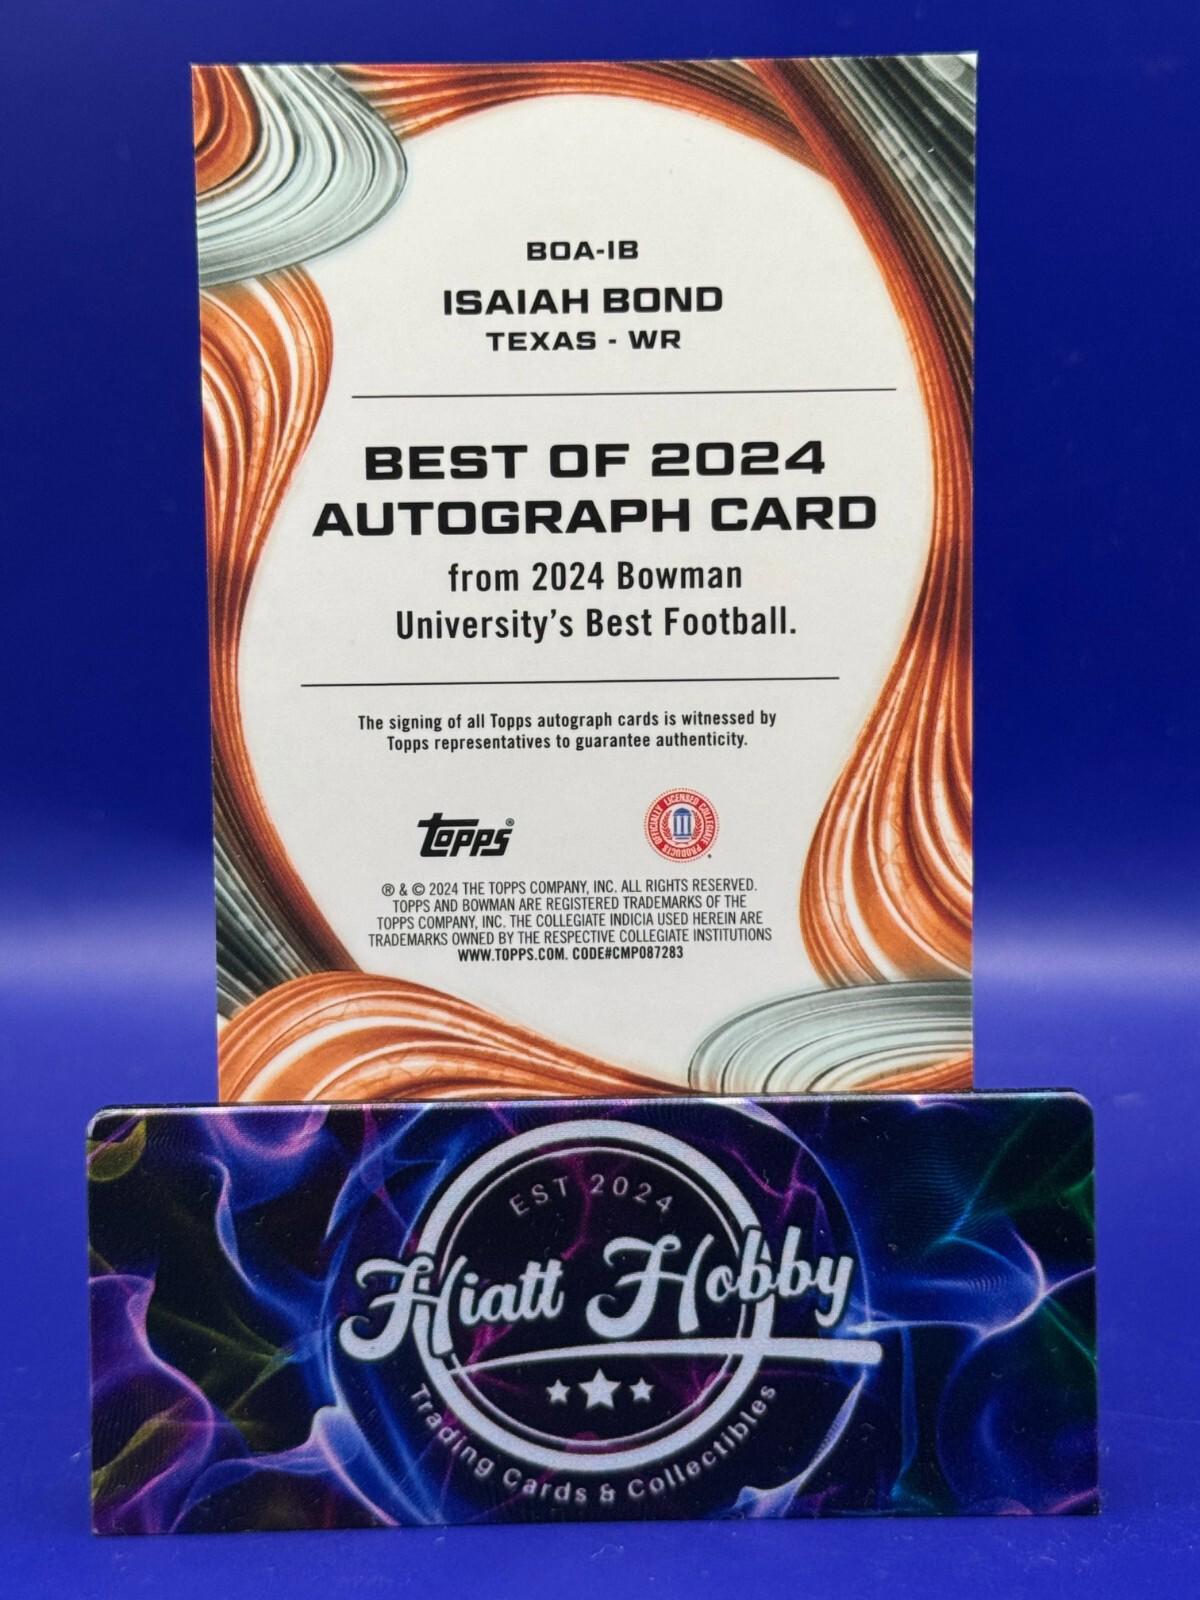 BOA-IB
ISAIAH BOND
TEXAS - WR
BEST OF 2024
AUTOGRAPH CARD
from 2024 Bowman
University's Best Football.
The signing of all Topps autograph cards is witnessed by
Topps representatives to guarantee authenticity.
topps®
OFFICIALLY LICENSED COLLEGIATE PRODUCTS
® & © 2024 THE TOPPS COMPANY, INC. ALL RIGHTS RESERVED.
TOPPS AND BOWMAN ARE REGISTERED TRADEMARKS OF THE
TOPPS COMPANY, INC. THE COLLEGIATE INDICIA USED HEREIN ARE
TRADEMARKS OWNED BY THE RESPECTIVE COLLEGIATE INSTITUTIONS
WWW.TOPPS.COM. CODE#CMP087283
EST 2024
Hiatt Hobby
Trading Cards & Collectibles